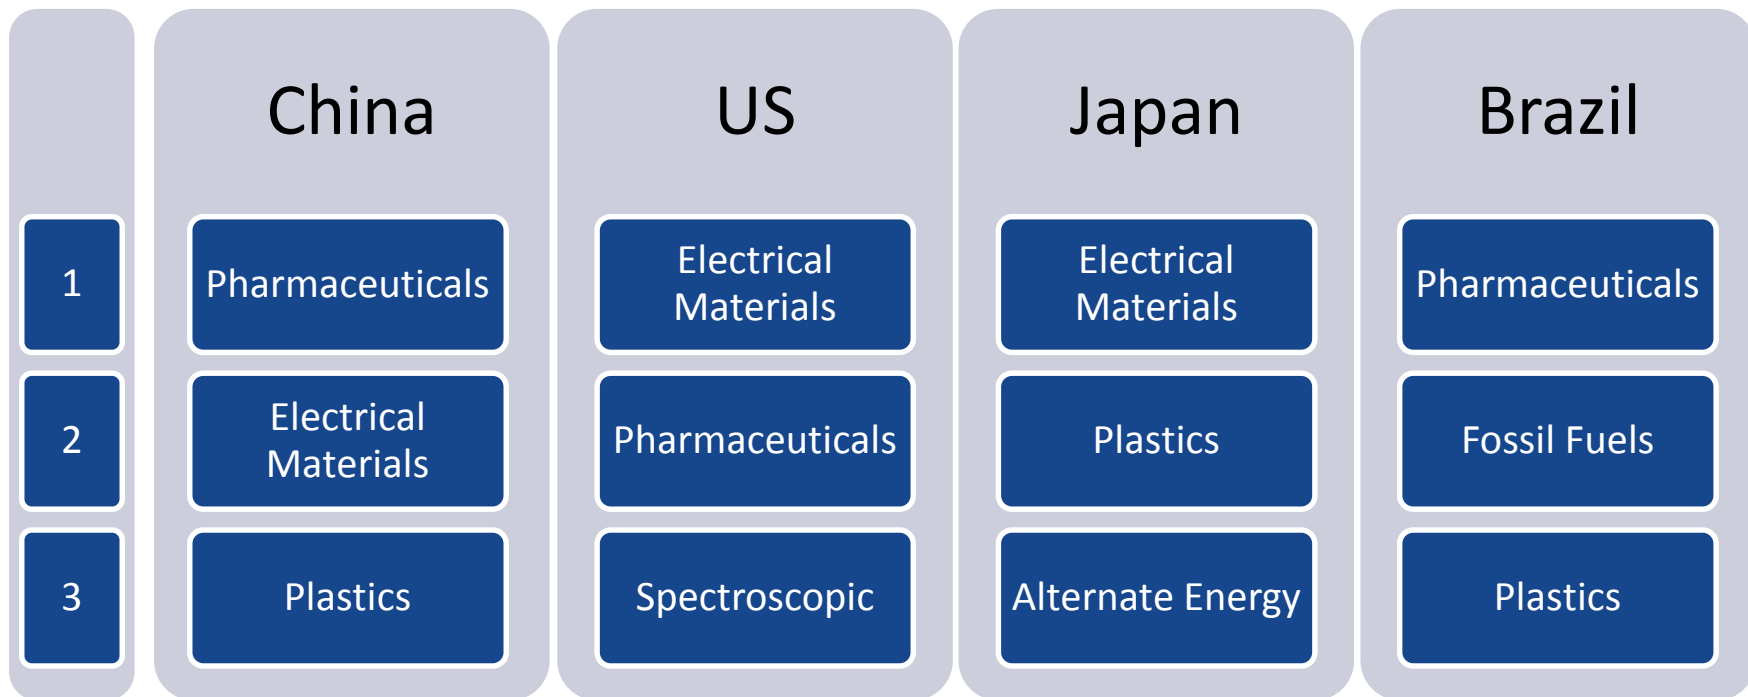 China
US
Japan
Brazil
1
Pharmaceuticals
Electrical
Materials
Electrical
Materials
Pharmaceuticals
2
Electrical
Materials
Pharmaceuticals
Plastics
Fossil Fuels
3
Plastics
Spectroscopic
Alternate Energy
Plastics